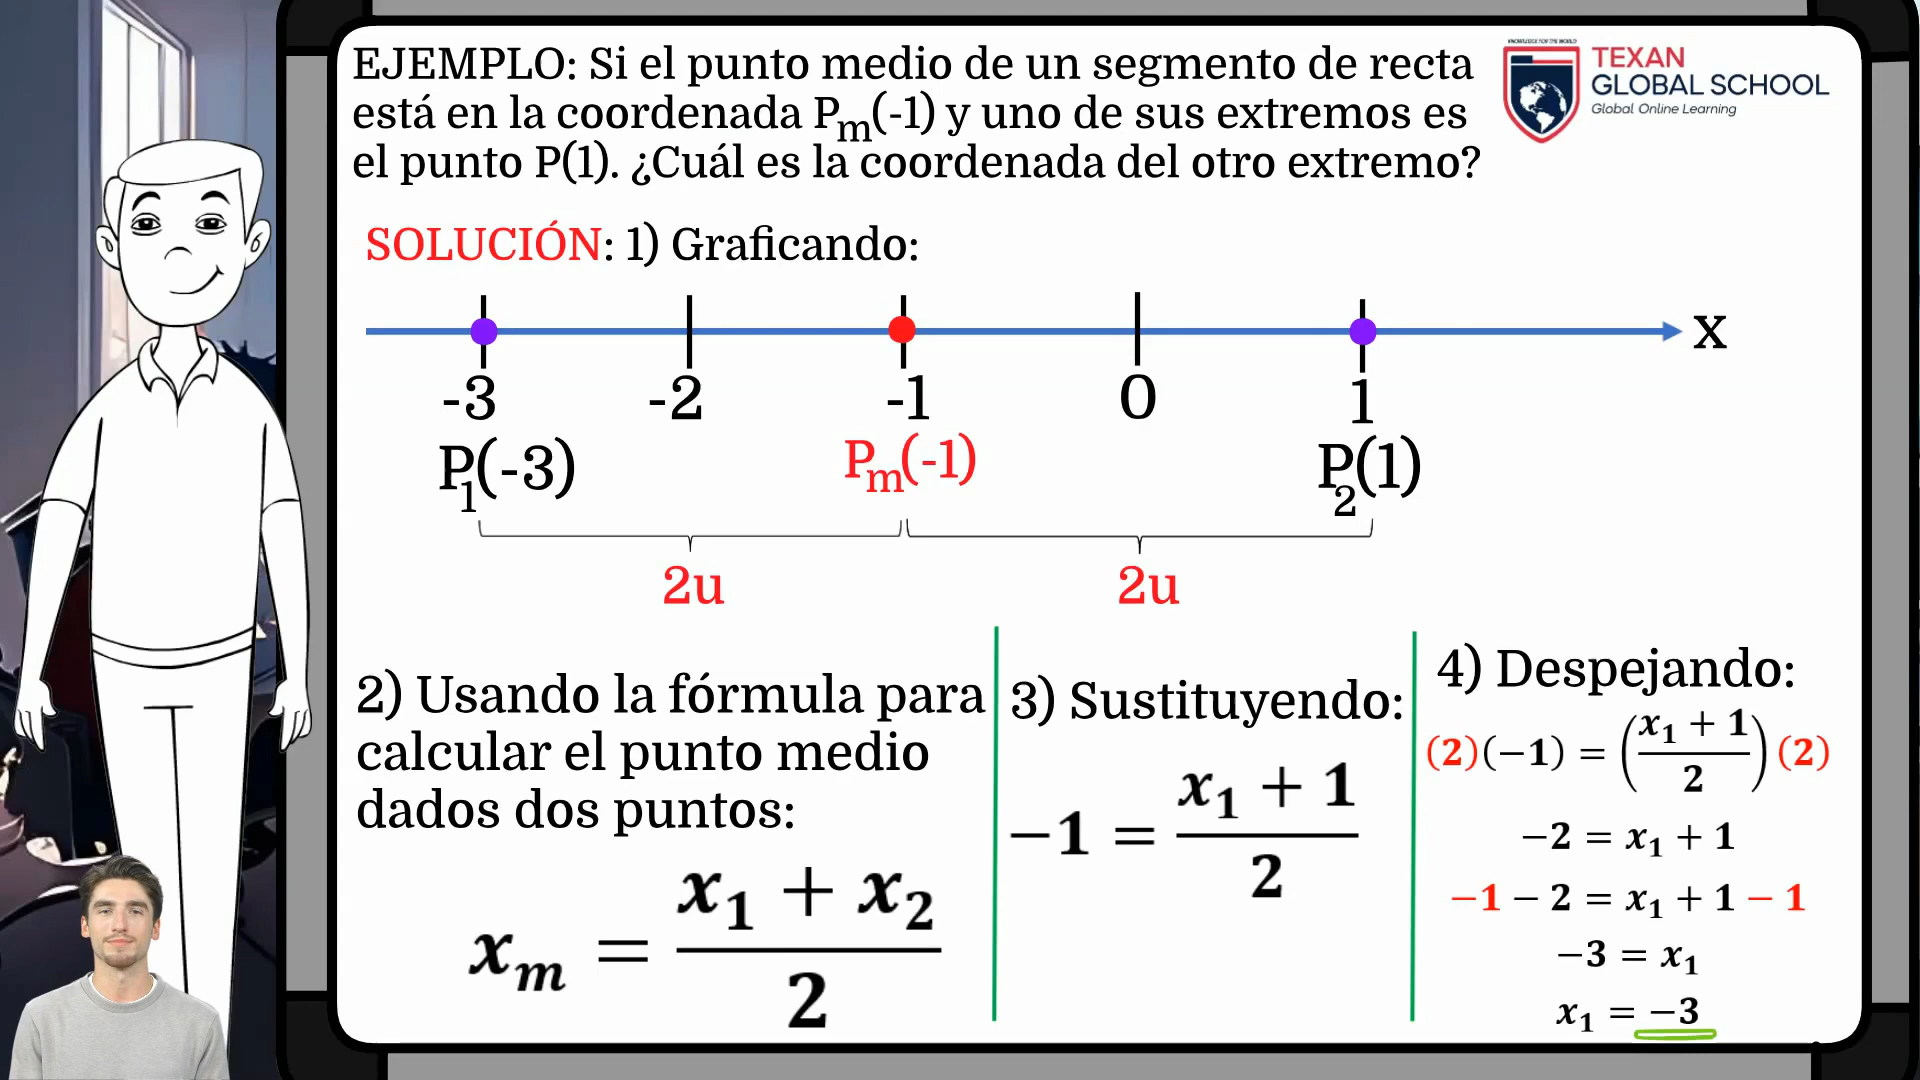 EJEMPLO: Si el punto medio de un segmento de recta
está en la coordenada Pm(-1) y uno de sus extremos es
el punto P(1). ¿Cuál es la coordenada del otro extremo?
KNOWLEDGE FOR THE WORLD
TEXAN
GLOBAL SCHOOL
Global Online Learning
SOLUCIÓN: 1) Graficando:
x
-3 -2 -1 0 1
P1(-3) Pm(-1) P2(1)
2u 2u
2) Usando la fórmula para
calcular el punto medio
dados dos puntos:
xm = (x1 + x2)/2
3) Sustituyendo:
−1 = (x1 + 1)/2
4) Despejando:
(2)(−1) = ((x1 + 1)/2)(2)
−2 = x1 + 1
−1 − 2 = x1 + 1 − 1
−3 = x1
x1 = −3